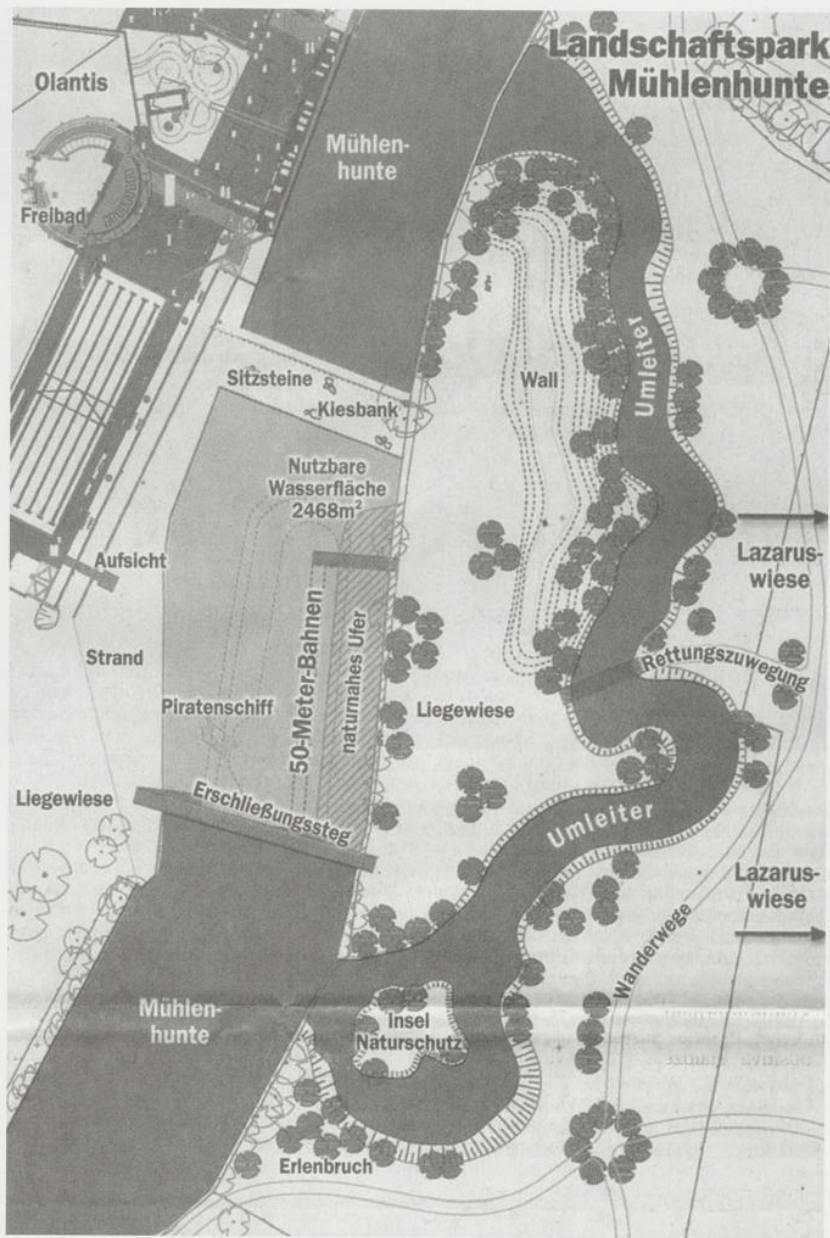 Landschaftspark
Mühlenhunte
Olantis
Mühlen-
hunte
Freibad
Umleiter
Wall
Sitzsteine
Kiesbank
Nutzbare
Wasserfläche
2468m²
Aufsicht
Lazarus-
wiese
50-Meter-Bahnen
naturnahes Ufer
Strand
Rettungszuwegung
Piratenschiff
Liegewiese
Liegewiese
Erschließungssteg
Umleiter
Lazarus-
wiese
Wanderwege
Mühlen-
hunte
Insel
Naturschutz
Erlenbruch